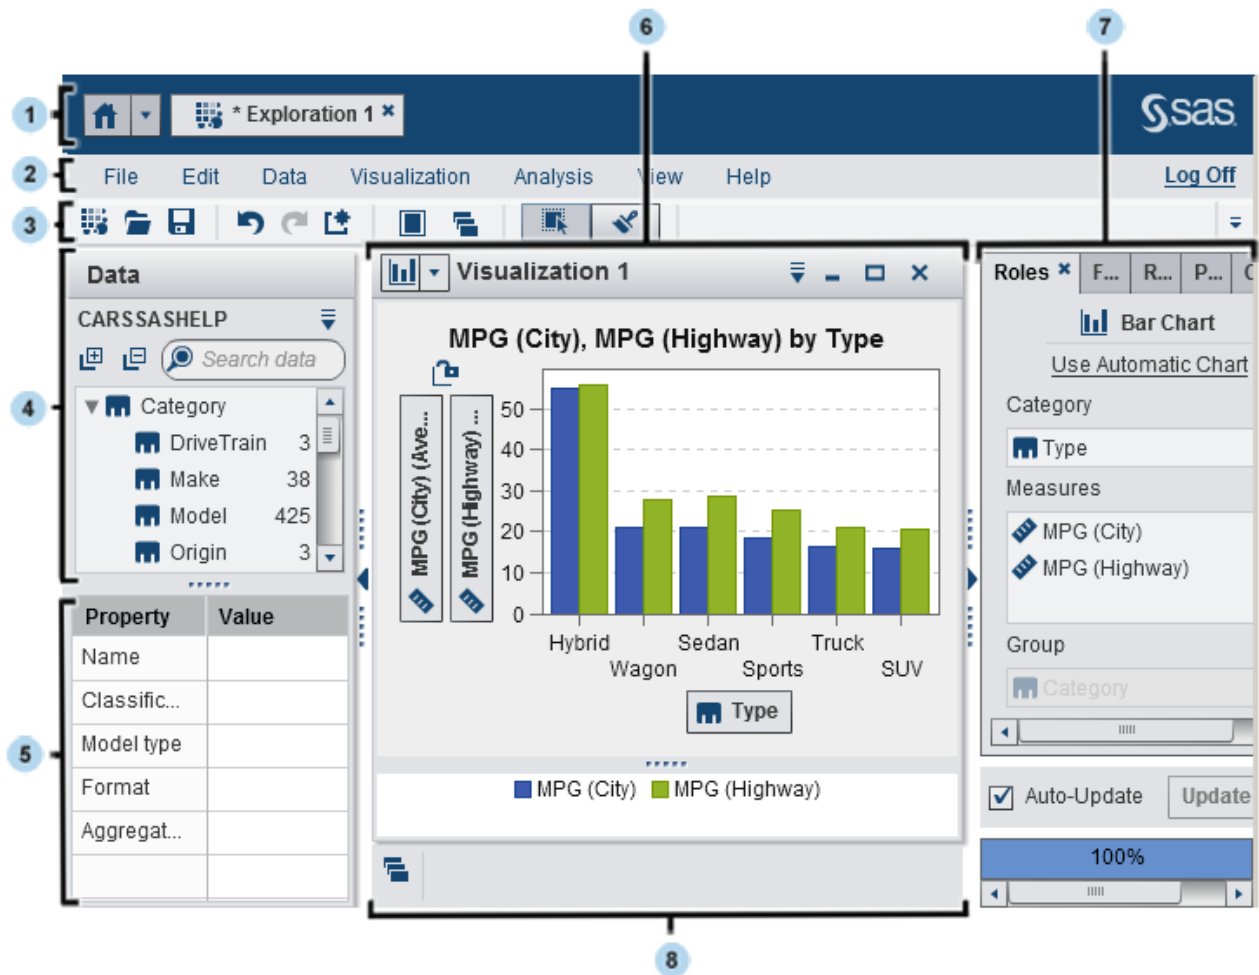 6
7
1
* Exploration 1
sas
2
File Edit Data Visualization Analysis View Help
Log Off
3
Data
CARSSASHELP
Search data
4
Category
DriveTrain 3
Make 38
Model 425
Origin 3
5
Property Value
Name
Classific...
Model type
Format
Aggregat...
Visualization 1
MPG (City), MPG (Highway) by Type
MPG (City) (Ave...
MPG (Highway) ...
50
40
30
20
10
0
Hybrid
Wagon
Sedan
Sports
Truck
SUV
Type
MPG (City) MPG (Highway)
8
Roles F... R... P...
Bar Chart
Use Automatic Chart
Category
Type
Measures
MPG (City)
MPG (Highway)
Group
Category
Auto-Update Update
100%